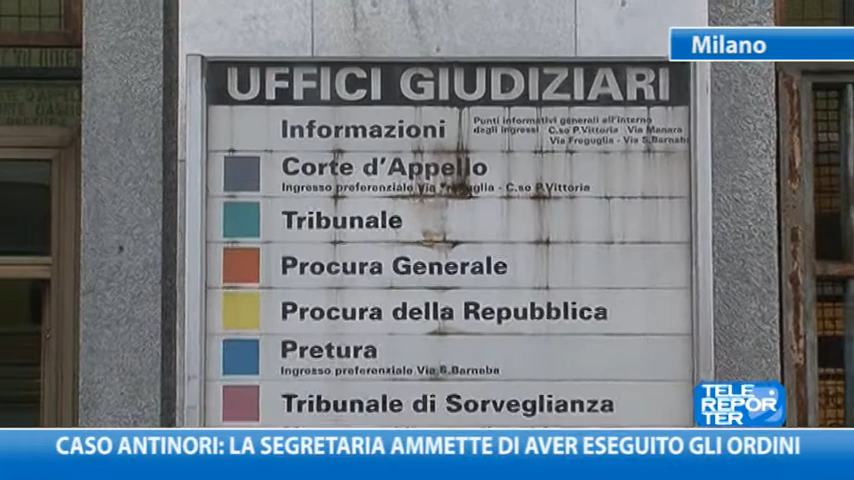 Milano
UFFICI GIUDIZIARI
Informazioni
Punti informativi generali all'interno
degli ingressi C.so P.Vittoria Via Manara
Via Freguglia - Via S.Barnaba
Corte d'Appello
Ingresso preferenziale Via Freguglia - C.so P.Vittoria
Tribunale
Procura Generale
Procura della Repubblica
Pretura
Ingresso preferenziale Via S.Barnaba
Tribunale di Sorveglianza
TELE
REPOR
TER
CASO ANTINORI: LA SEGRETARIA AMMETTE DI AVER ESEGUITO GLI ORDINI